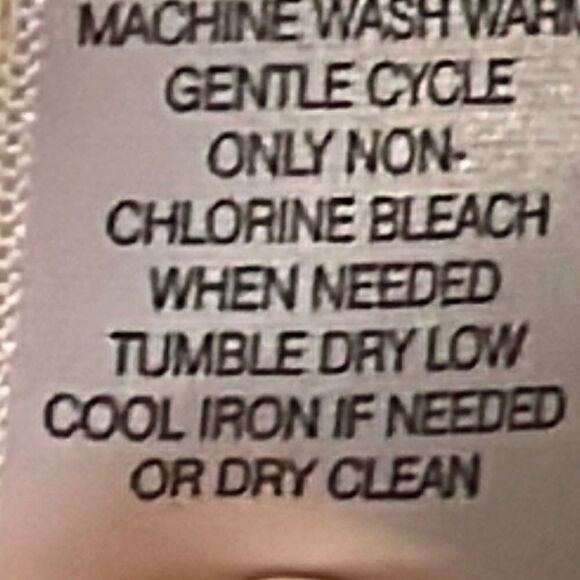 MACHINE WASH WARM
GENTLE CYCLE
ONLY NON-
CHLORINE BLEACH
WHEN NEEDED
TUMBLE DRY LOW
COOL IRON IF NEEDED
OR DRY CLEAN